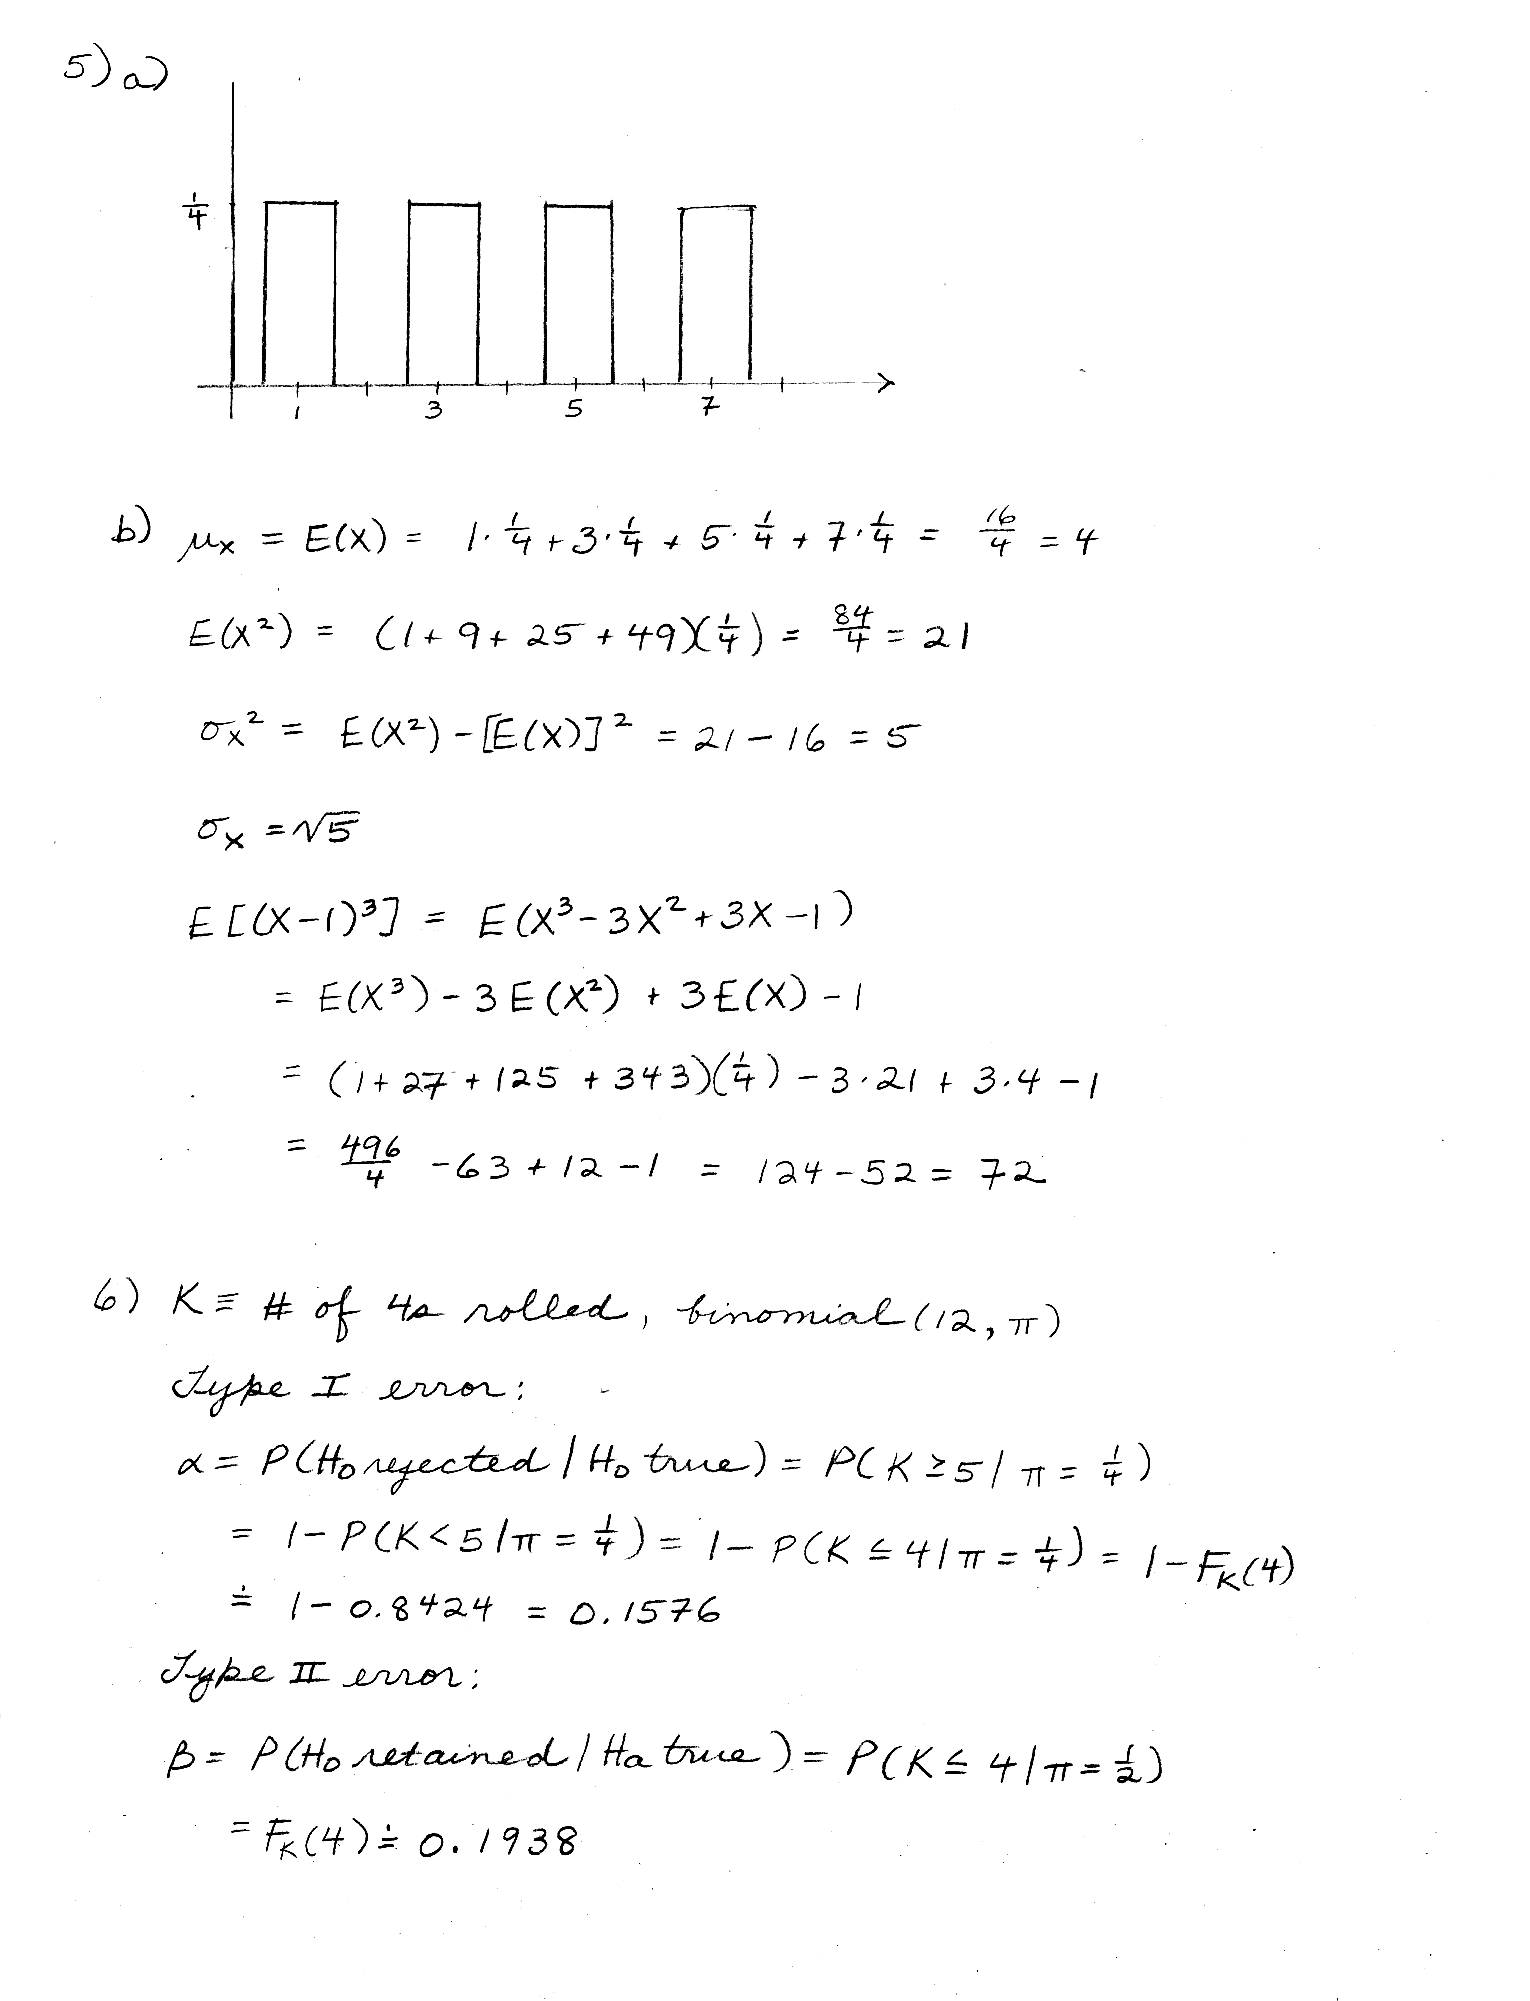 5) a)
1/4
1 3 5 7
b) μx = E(X) = 1·1/4 + 3·1/4 + 5·1/4 + 7·1/4 = 16/4 = 4
E(X²) = (1 + 9 + 25 + 49)(1/4) = 84/4 = 21
σx² = E(X²) - [E(X)]² = 21 - 16 = 5
σx = √5
E[(X-1)³] = E(X³ - 3X² + 3X - 1)
= E(X³) - 3E(X²) + 3E(X) - 1
= (1 + 27 + 125 + 343)(1/4) - 3·21 + 3·4 - 1
= 496/4 - 63 + 12 - 1 = 124 - 52 = 72
6) K ≡ # of 4s rolled, binomial(12, π)
Type I error:
α = P(H₀ rejected | H₀ true) = P(K ≥ 5 | π = 1/4)
= 1 - P(K < 5 | π = 1/4) = 1 - P(K ≤ 4 | π = 1/4) = 1 - F_K(4)
≐ 1 - 0.8424 = 0.1576
Type II error:
β = P(H₀ retained | Ha true) = P(K ≤ 4 | π = 1/2)
= F_K(4) ≐ 0.1938